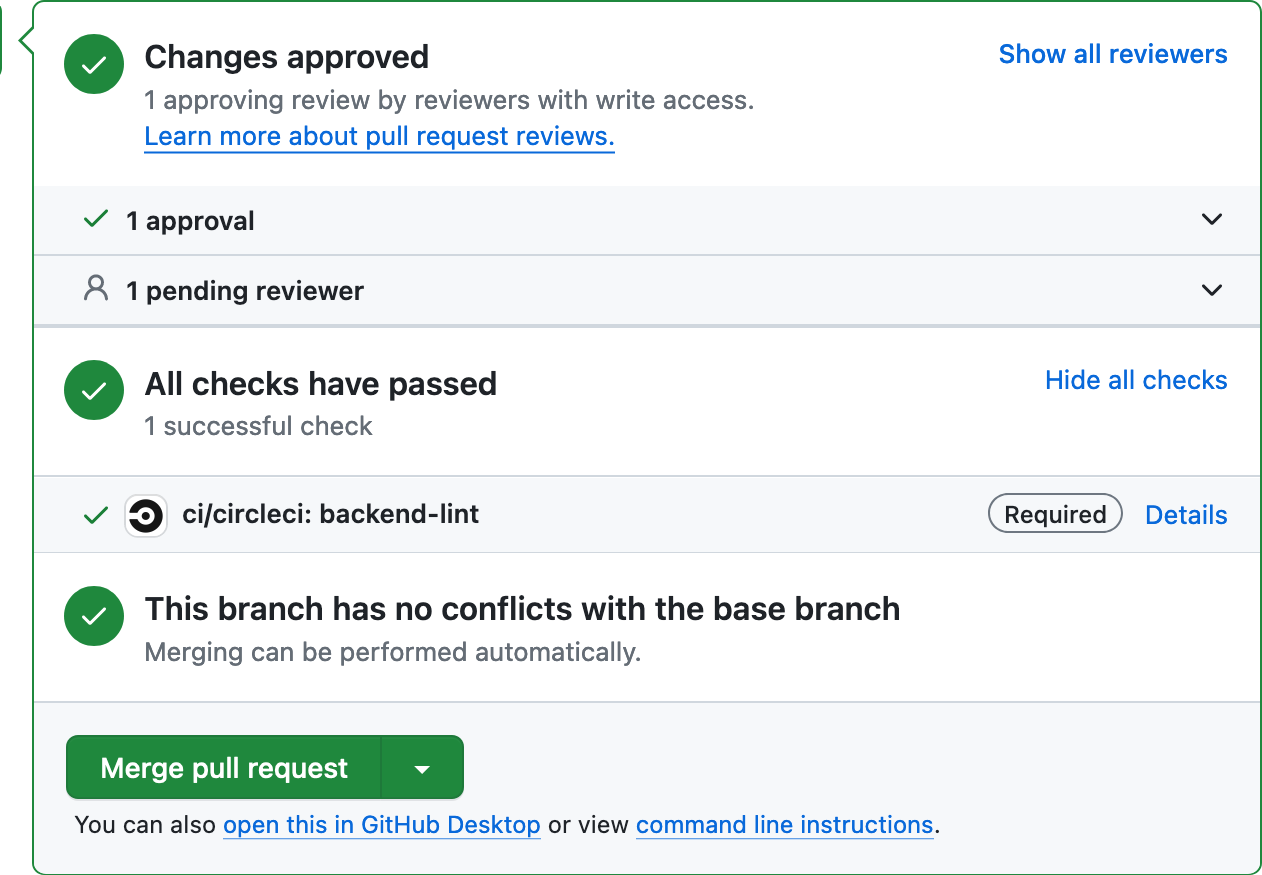 Changes approved
Show all reviewers
1 approving review by reviewers with write access.
Learn more about pull request reviews.
1 approval
1 pending reviewer
All checks have passed
Hide all checks
1 successful check
ci/circleci: backend-lint
Required
Details
This branch has no conflicts with the base branch
Merging can be performed automatically.
Merge pull request
You can also open this in GitHub Desktop or view command line instructions.